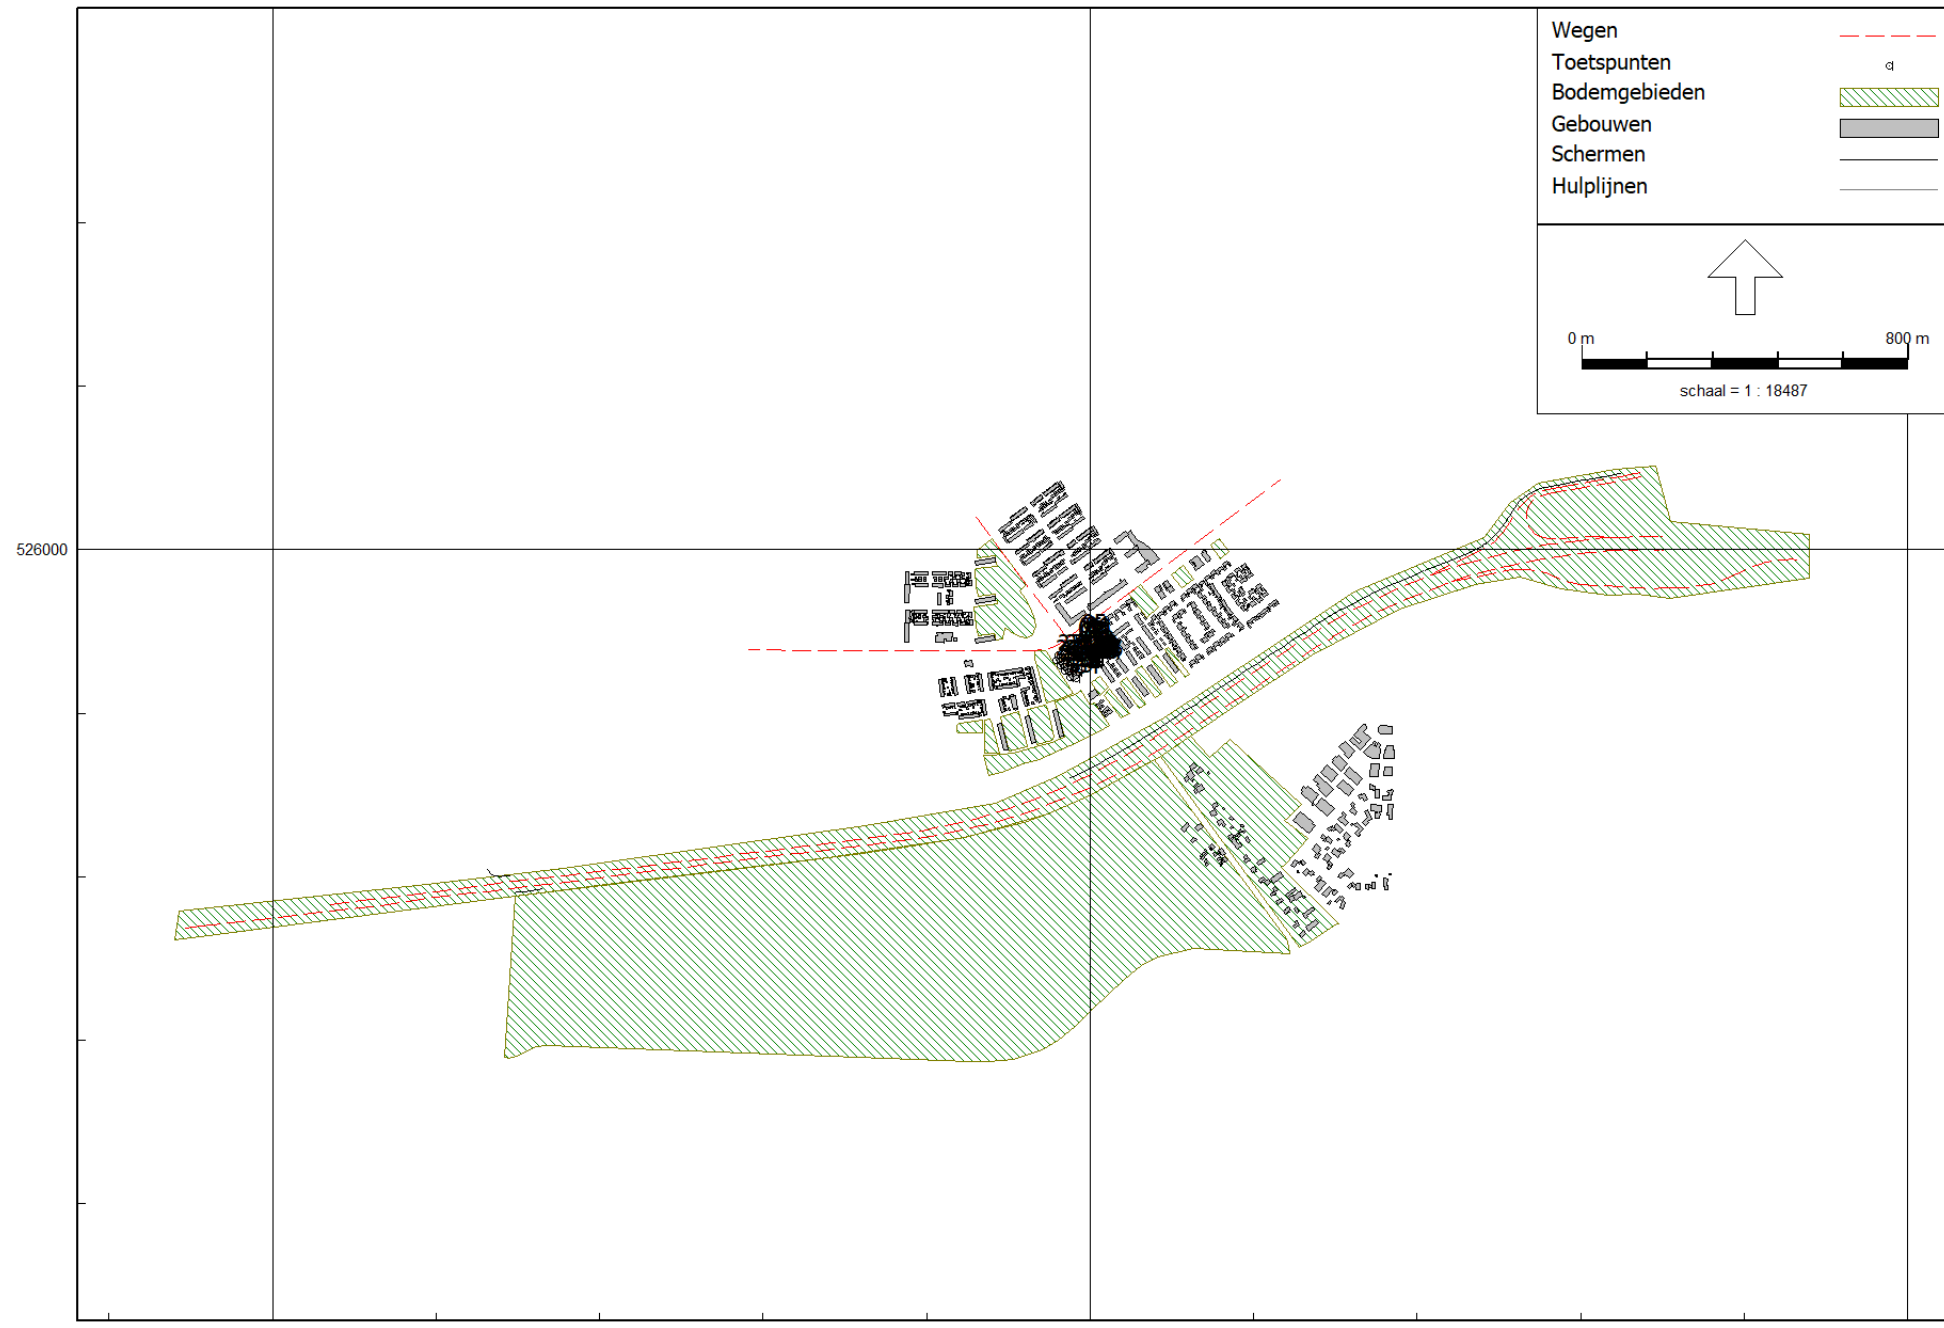 Wegen
Toetspunten
Bodemgebieden
Gebouwen
Schermen
Hulplijnen
0 m 800 m
schaal = 1 : 18487
526000